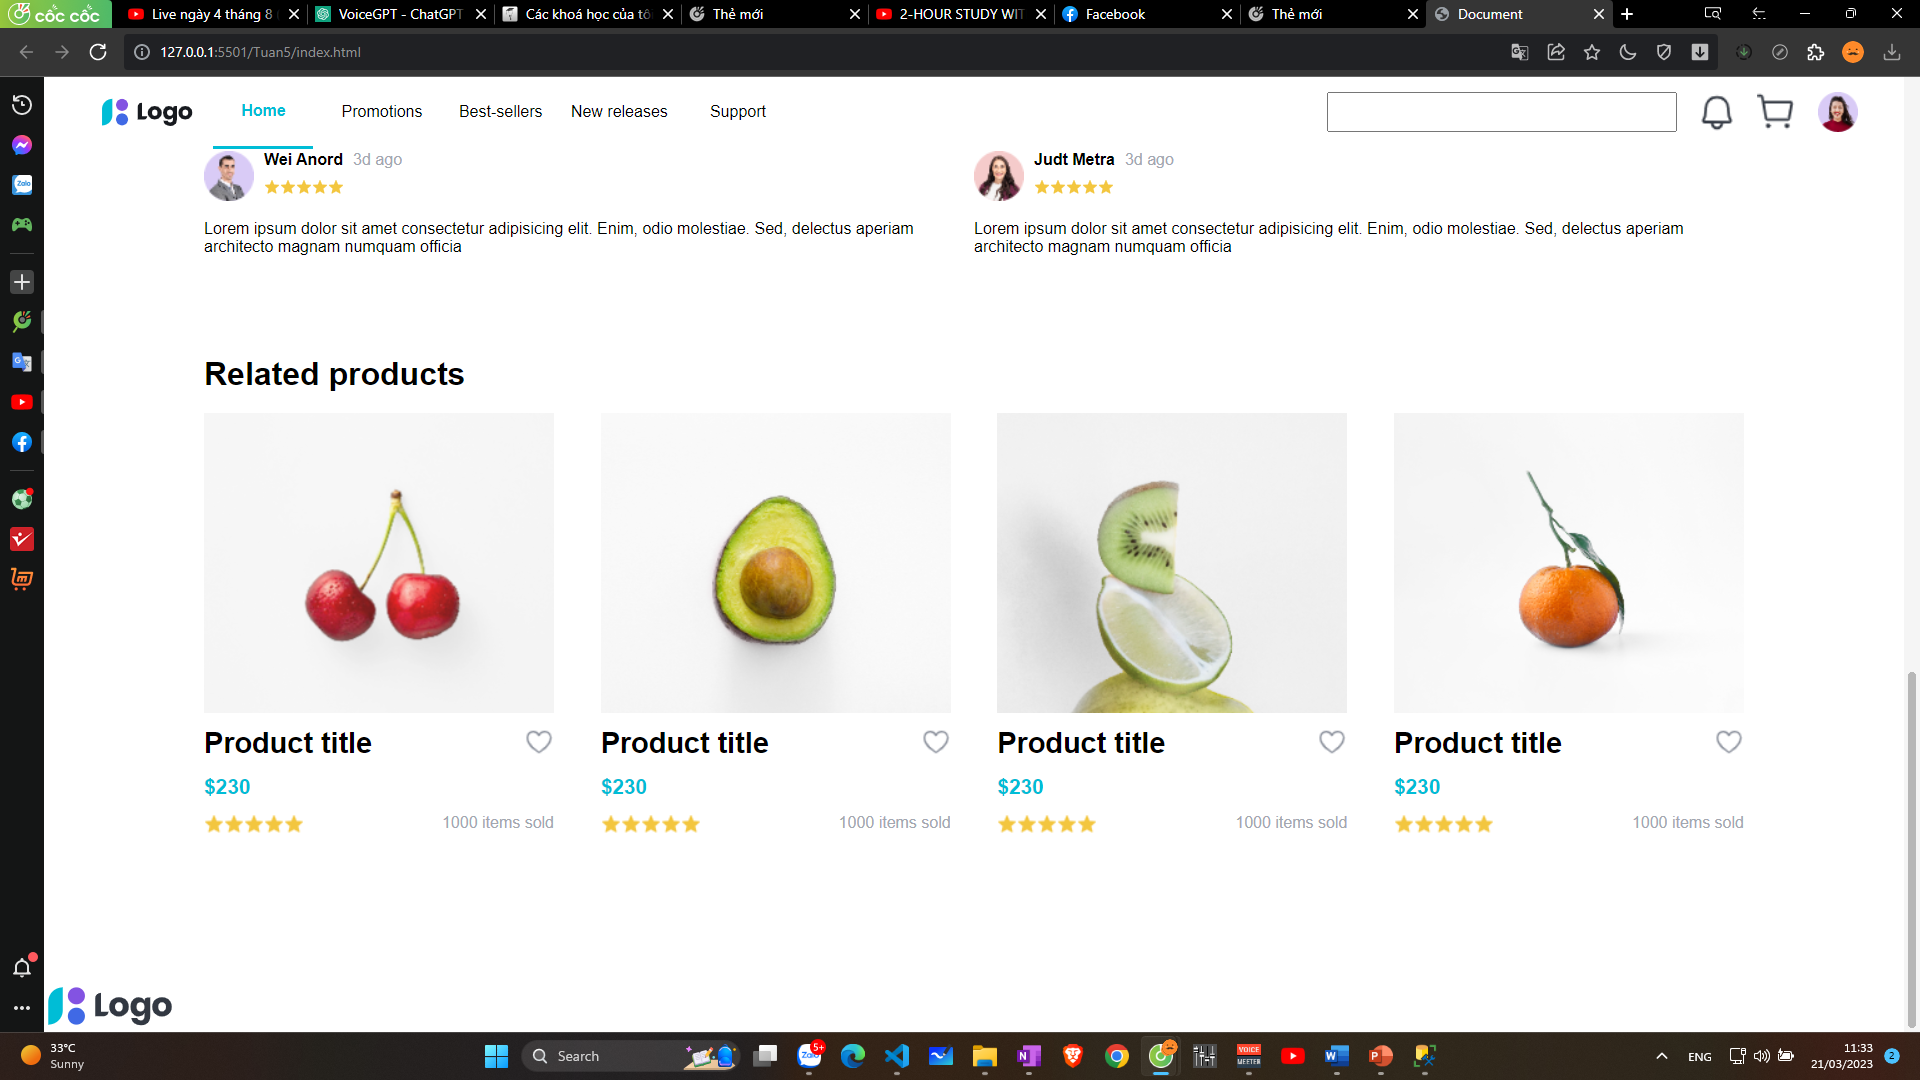 cốc cốc
Live ngày 4 tháng 8
VoiceGPT - ChatGPT
Các khoá học của tô
Thẻ mới
2-HOUR STUDY WIT
Facebook
Thẻ mới
Document
127.0.0.1:5501/Tuan5/index.html
Logo
Home
Promotions
Best-sellers
New releases
Support
Wei Anord 3d ago
Judt Metra 3d ago
Lorem ipsum dolor sit amet consectetur adipisicing elit. Enim, odio molestiae. Sed, delectus aperiam
architecto magnam numquam officia
Lorem ipsum dolor sit amet consectetur adipisicing elit. Enim, odio molestiae. Sed, delectus aperiam
architecto magnam numquam officia
Related products
Product title
$230
1000 items sold
Product title
$230
1000 items sold
Product title
$230
1000 items sold
Product title
$230
1000 items sold
Logo
33°C
Sunny
Search
5+
VOICE
MEETER
ENG
11:33
21/03/2023
2